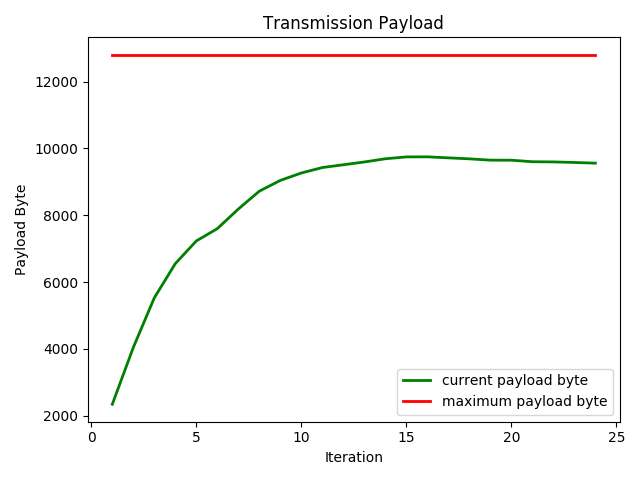 Transmission Payload
Payload Byte
12000
10000
8000
6000
4000
2000
0
5
10
15
20
25
Iteration
current payload byte
maximum payload byte